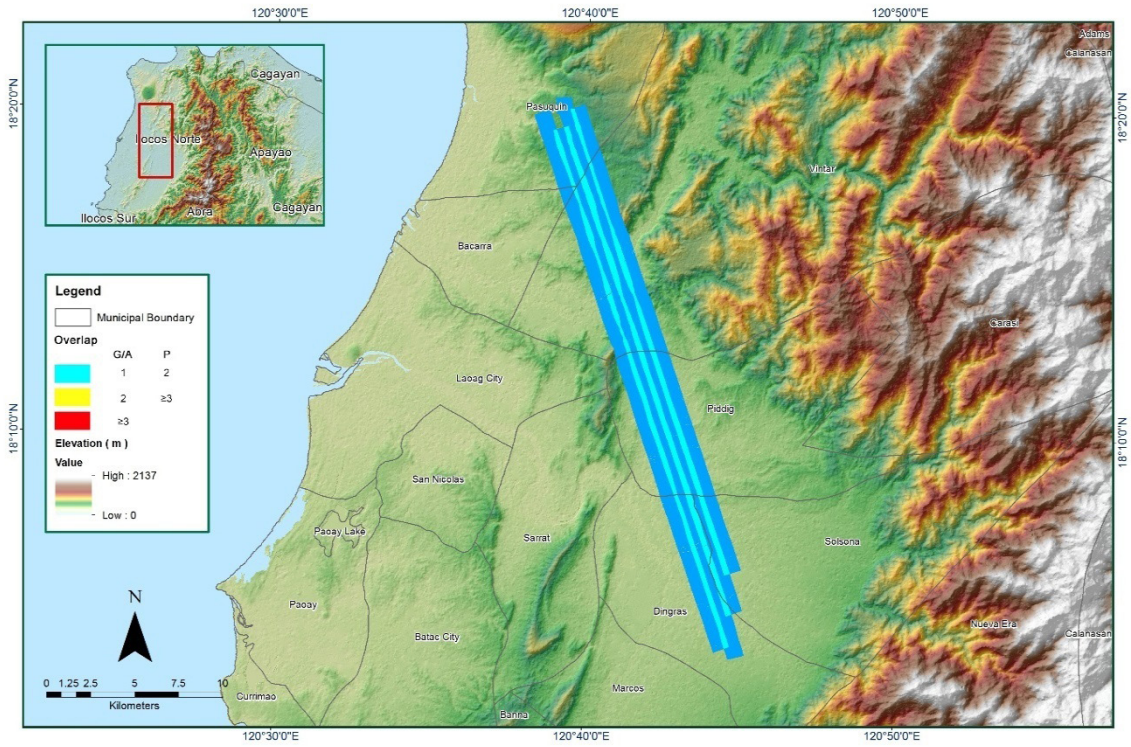 120°30'0"E 120°40'0"E 120°50'0"E
Adams
Calanasan
Cagayan
18°20'0"N
18°20'0"N
Pasuquin
Ilocos Norte
Apayao
Vintar
Cagayan
Abra
Ilocos Sur
Bacarra
Legend
Municipal Boundary
Overlap
G/A P
1 2
2 ≥3
≥3
Elevation ( m )
Value
High : 2137
Low : 0
Carasi
Laoag City
Piddig
18°10'0"N
18°10'0"N
San Nicolas
Paoay Lake
Sarrat
Solsona
N
Paoay
Dingras
Batac City
Nueva Era
Calanasan
0 1.25 2.5 5 7.5 10
Kilometers
Currimao
Marcos
Banna
120°30'0"E 120°40'0"E 120°50'0"E